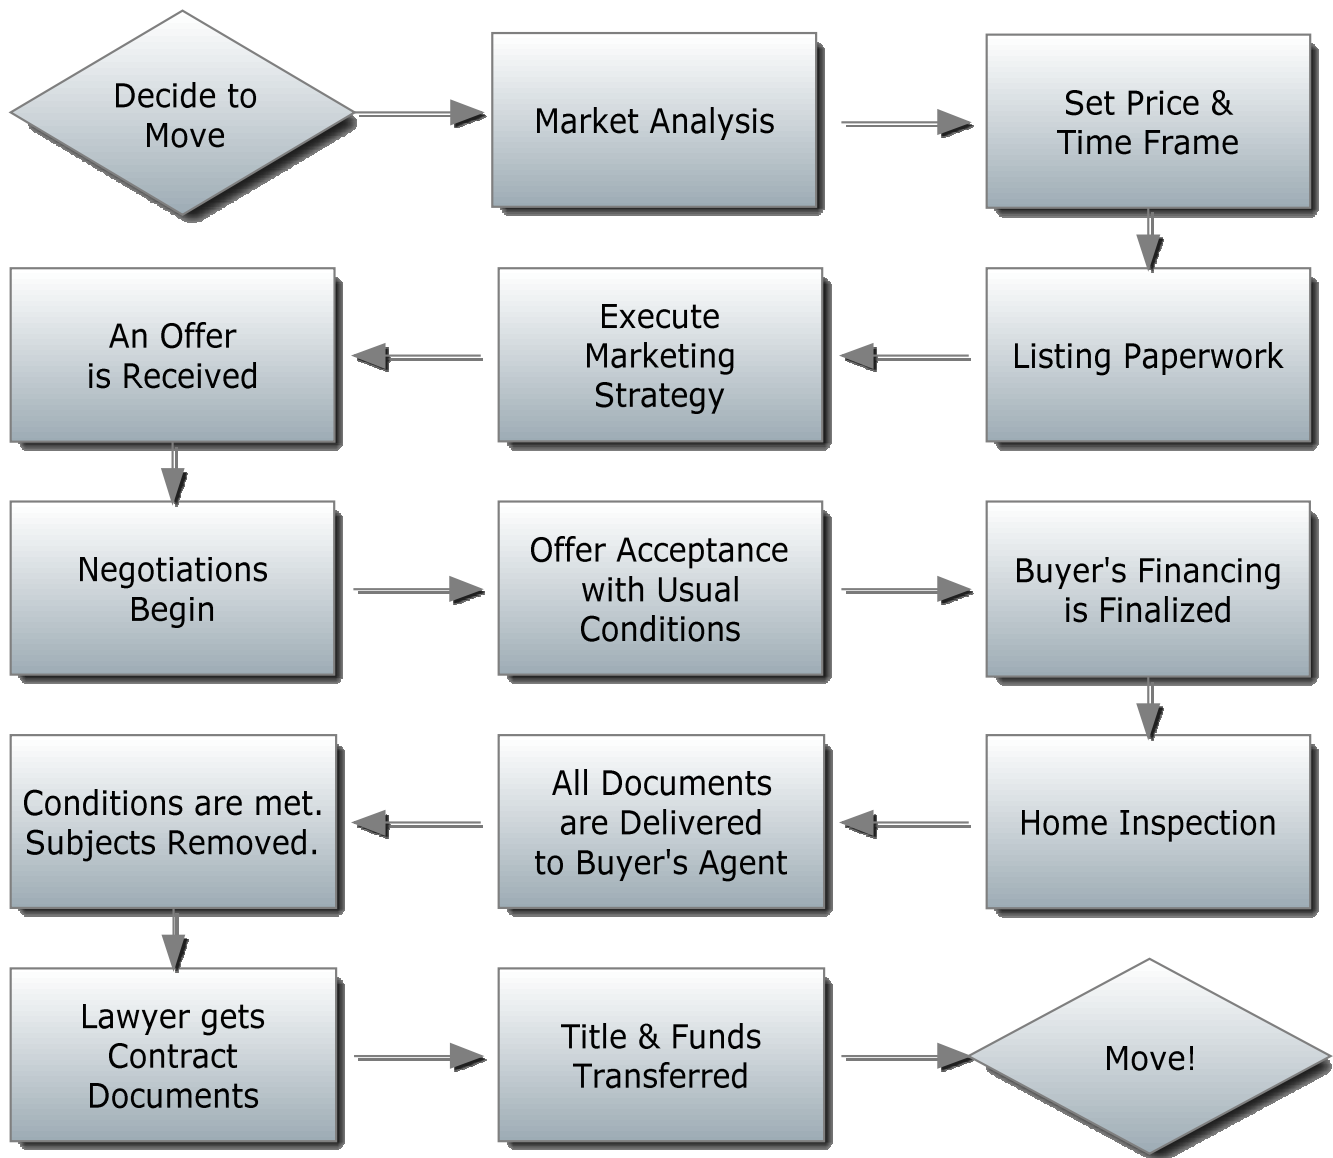 Decide to
Move
Market Analysis
Set Price &
Time Frame
Listing Paperwork
Execute
Marketing
Strategy
An Offer
is Received
Negotiations
Begin
Offer Acceptance
with Usual
Conditions
Buyer's Financing
is Finalized
Home Inspection
All Documents
are Delivered
to Buyer's Agent
Conditions are met.
Subjects Removed.
Lawyer gets
Contract
Documents
Title & Funds
Transferred
Move!